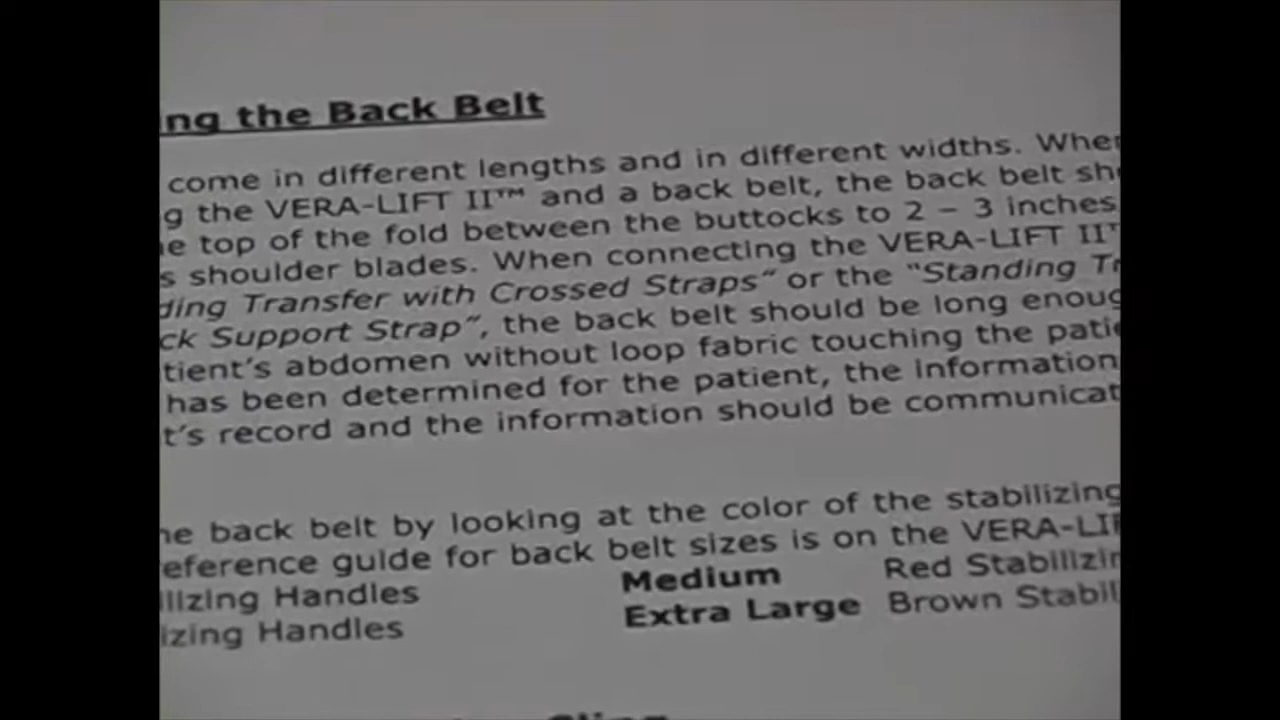 ng the Back Belt
come in different lengths and in different widths. When
g the VERA-LIFT II™ and a back belt, the back belt sh
e top of the fold between the buttocks to 2 – 3 inches
s shoulder blades. When connecting the VERA-LIFT II™
ding Transfer with Crossed Straps” or the “Standing Tr
ck Support Strap”, the back belt should be long enoug
tient’s abdomen without loop fabric touching the patie
has been determined for the patient, the information
t’s record and the information should be communicat
he back belt by looking at the color of the stabilizing
eference guide for back belt sizes is on the VERA-LIF
ilizing Handles Medium Red Stabilizin
izing Handles Extra Large Brown Stabil